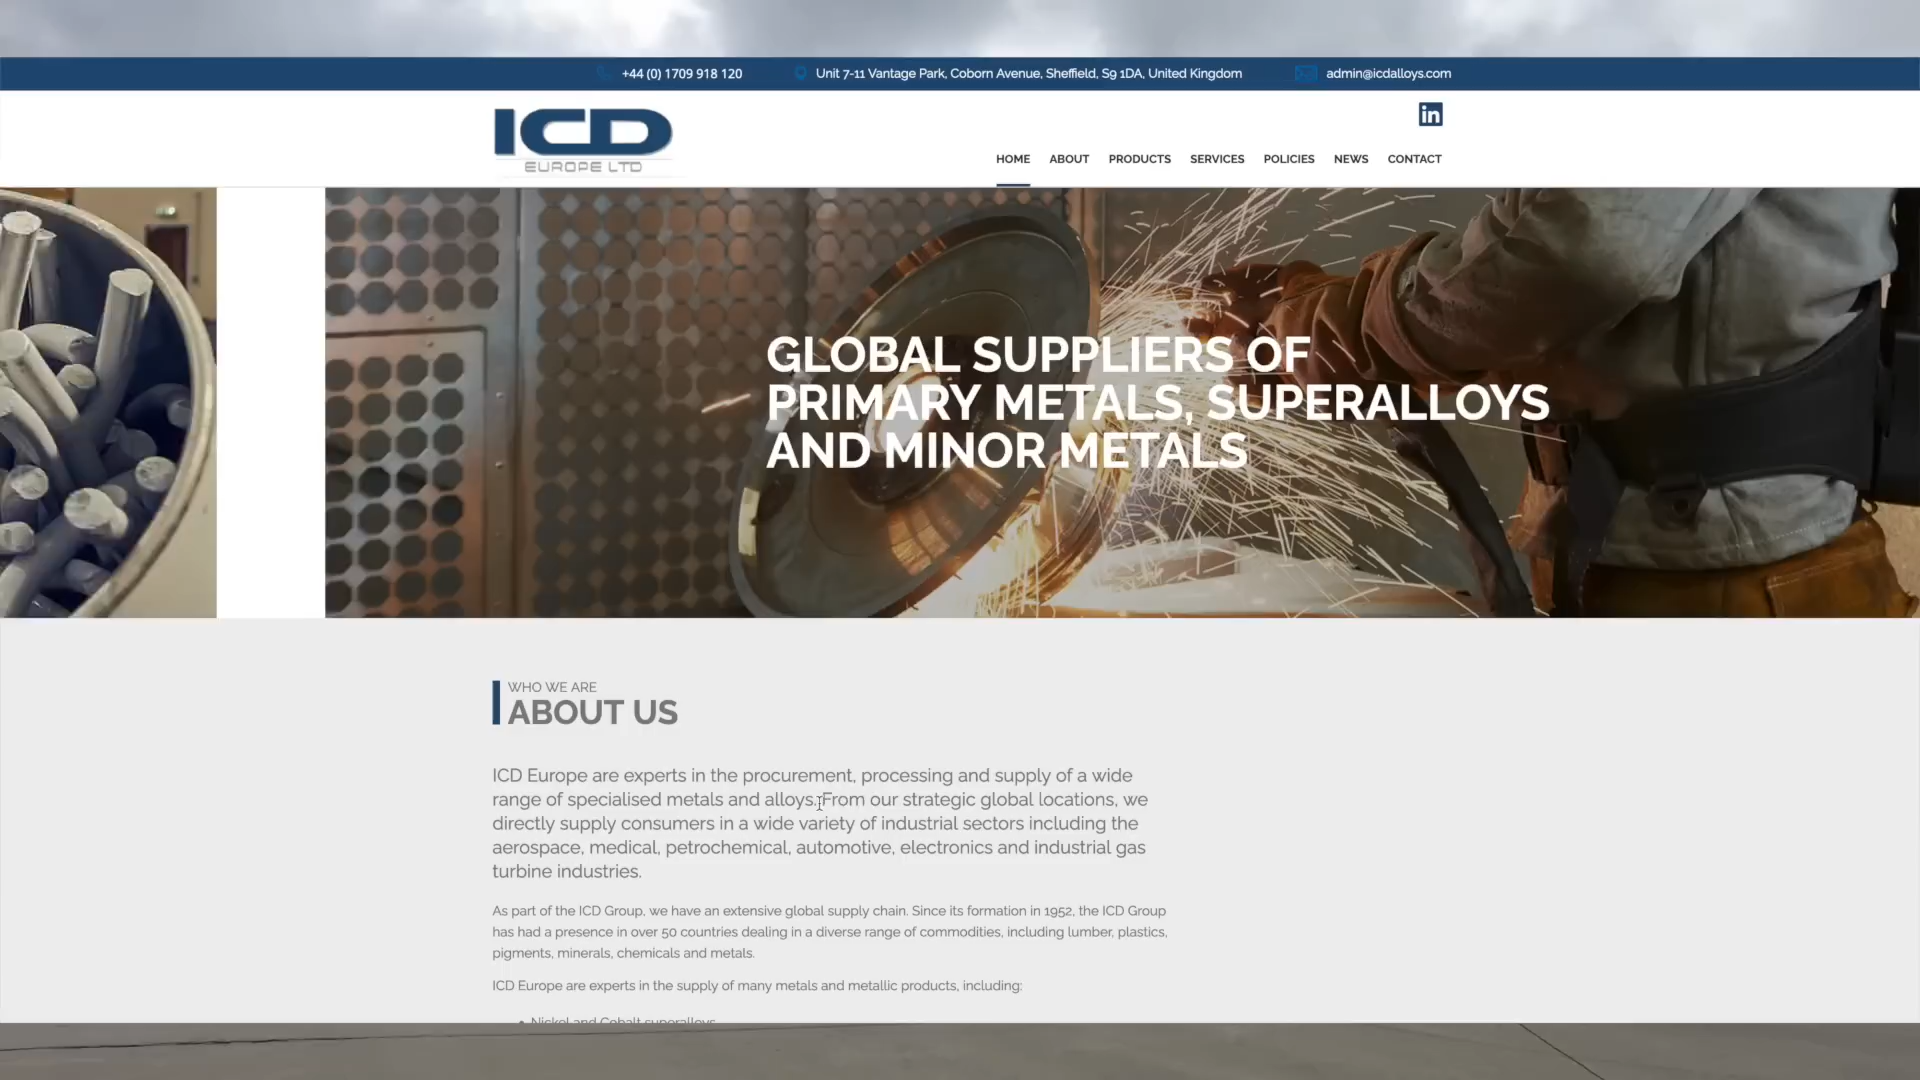 +44 (0) 1709 918 120
Unit 7-11 Vantage Park, Coborn Avenue, Sheffield, S9 1DA, United Kingdom
admin@icdalloys.com
ICD
EUROPE LTD
in
HOME ABOUT PRODUCTS SERVICES POLICIES NEWS CONTACT
GLOBAL SUPPLIERS OF
PRIMARY METALS, SUPERALLOYS
AND MINOR METALS
WHO WE ARE
ABOUT US
ICD Europe are experts in the procurement, processing and supply of a wide
range of specialised metals and alloys. From our strategic global locations, we
directly supply consumers in a wide variety of industrial sectors including the
aerospace, medical, petrochemical, automotive, electronics and industrial gas
turbine industries.
As part of the ICD Group, we have an extensive global supply chain. Since its formation in 1952, the ICD Group
has had a presence in over 50 countries dealing in a diverse range of commodities, including lumber, plastics,
pigments, minerals, chemicals and metals.
ICD Europe are experts in the supply of many metals and metallic products, including:
• Nickel and Cobalt superalloys